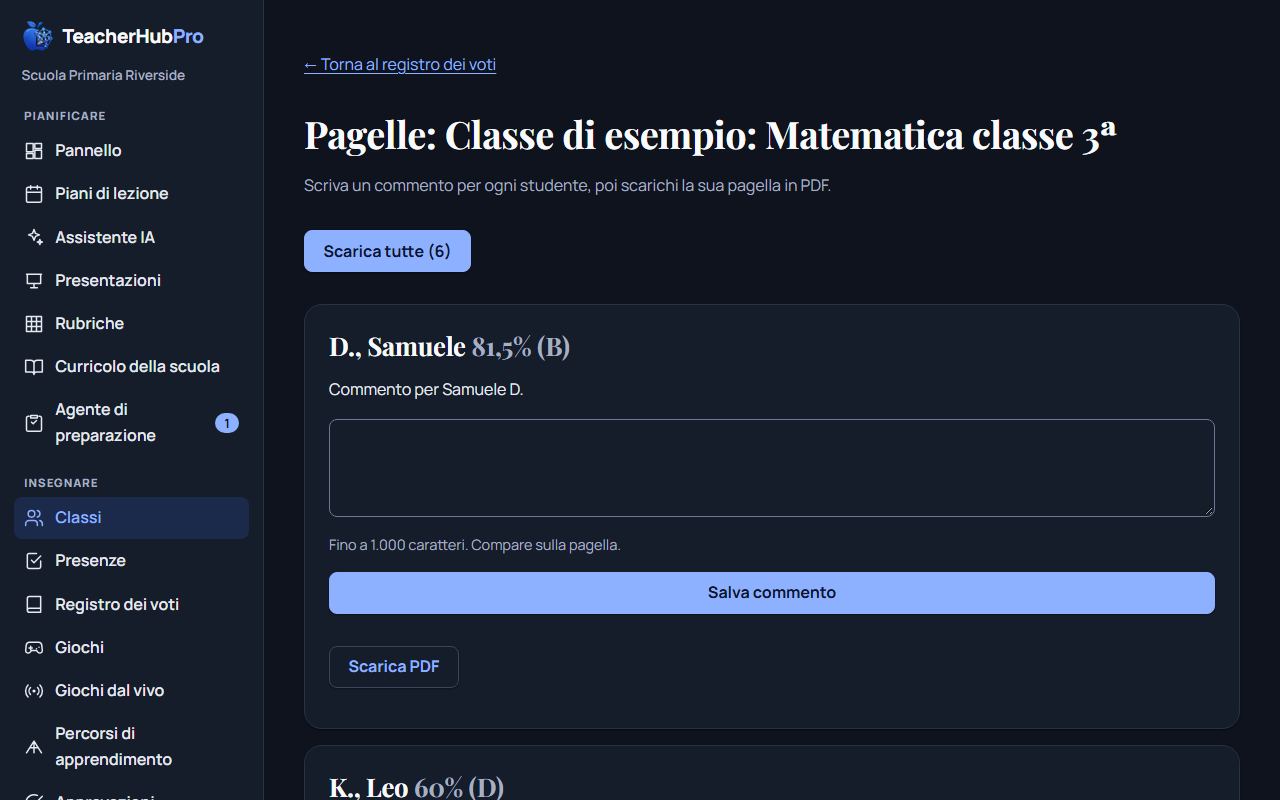 TeacherHubPro
Scuola Primaria Riverside
PIANIFICARE
Pannello
Piani di lezione
Assistente IA
Presentazioni
Rubriche
Curricolo della scuola
Agente di
preparazione
1
INSEGNARE
Classi
Presenze
Registro dei voti
Giochi
Giochi dal vivo
Percorsi di
apprendimento
Approvazioni
← Torna al registro dei voti
Pagelle: Classe di esempio: Matematica classe 3ª
Scriva un commento per ogni studente, poi scarichi la sua pagella in PDF.
Scarica tutte (6)
D., Samuele 81,5% (B)
Commento per Samuele D.
Fino a 1.000 caratteri. Compare sulla pagella.
Salva commento
Scarica PDF
K., Leo 60% (D)